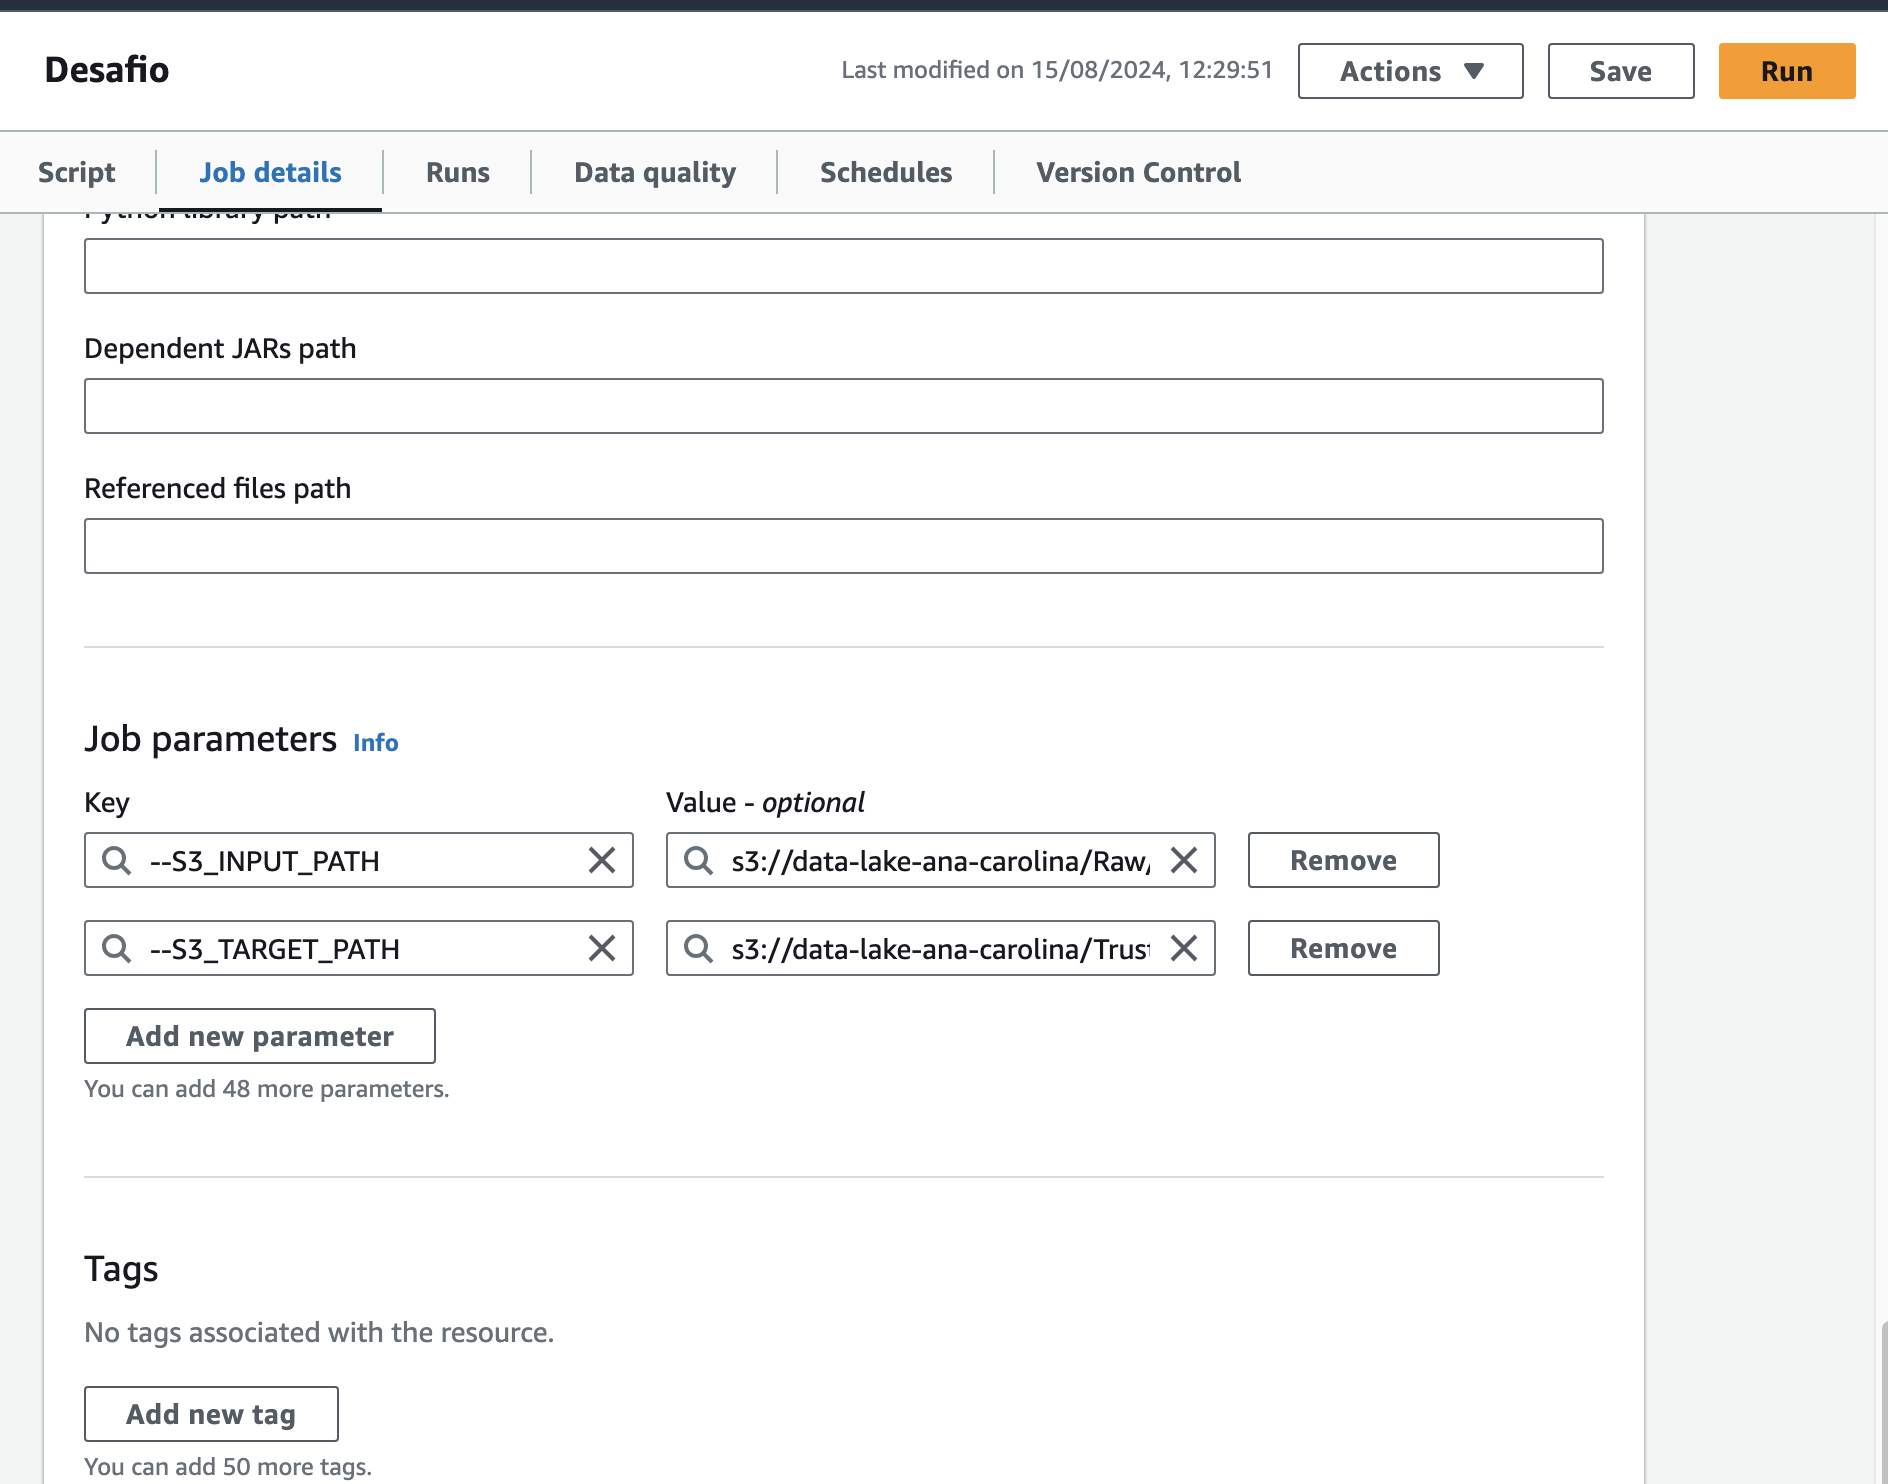 Desafio
Last modified on 15/08/2024, 12:29:51
Actions
Save
Run
Script
Job details
Runs
Data quality
Schedules
Version Control
Python library path
Dependent JARs path
Referenced files path
Job parameters Info
Key
Value - optional
--S3_INPUT_PATH
s3://data-lake-ana-carolina/Raw/
Remove
--S3_TARGET_PATH
s3://data-lake-ana-carolina/Trus
Remove
Add new parameter
You can add 48 more parameters.
Tags
No tags associated with the resource.
Add new tag
You can add 50 more tags.